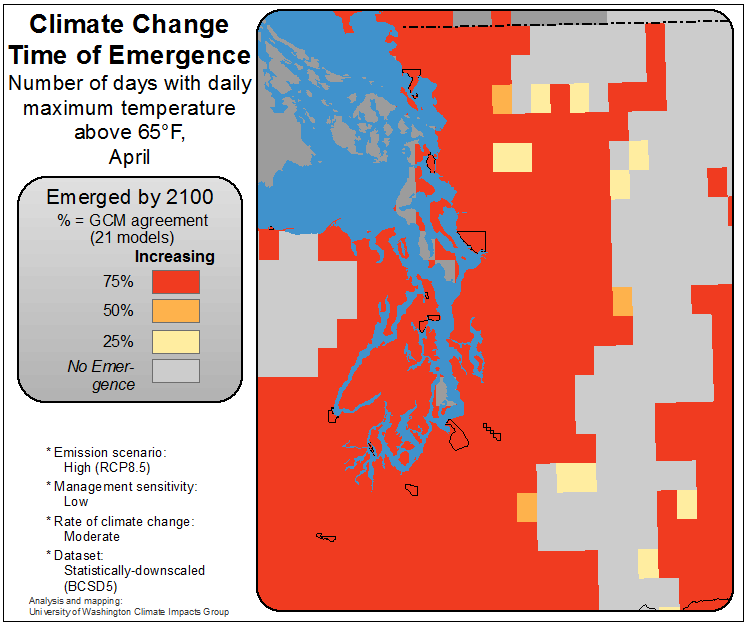 Climate Change
Time of Emergence
Number of days with daily
maximum temperature
above 65°F,
April
Emerged by 2100
% = GCM agreement
(21 models)
Increasing
75%
50%
25%
No Emer-
gence
* Emission scenario:
High (RCP8.5)
* Management sensitivity:
Low
* Rate of climate change:
Moderate
* Dataset:
Statistically-downscaled
(BCSD5)
Analysis and mapping:
University of Washington Climate Impacts Group